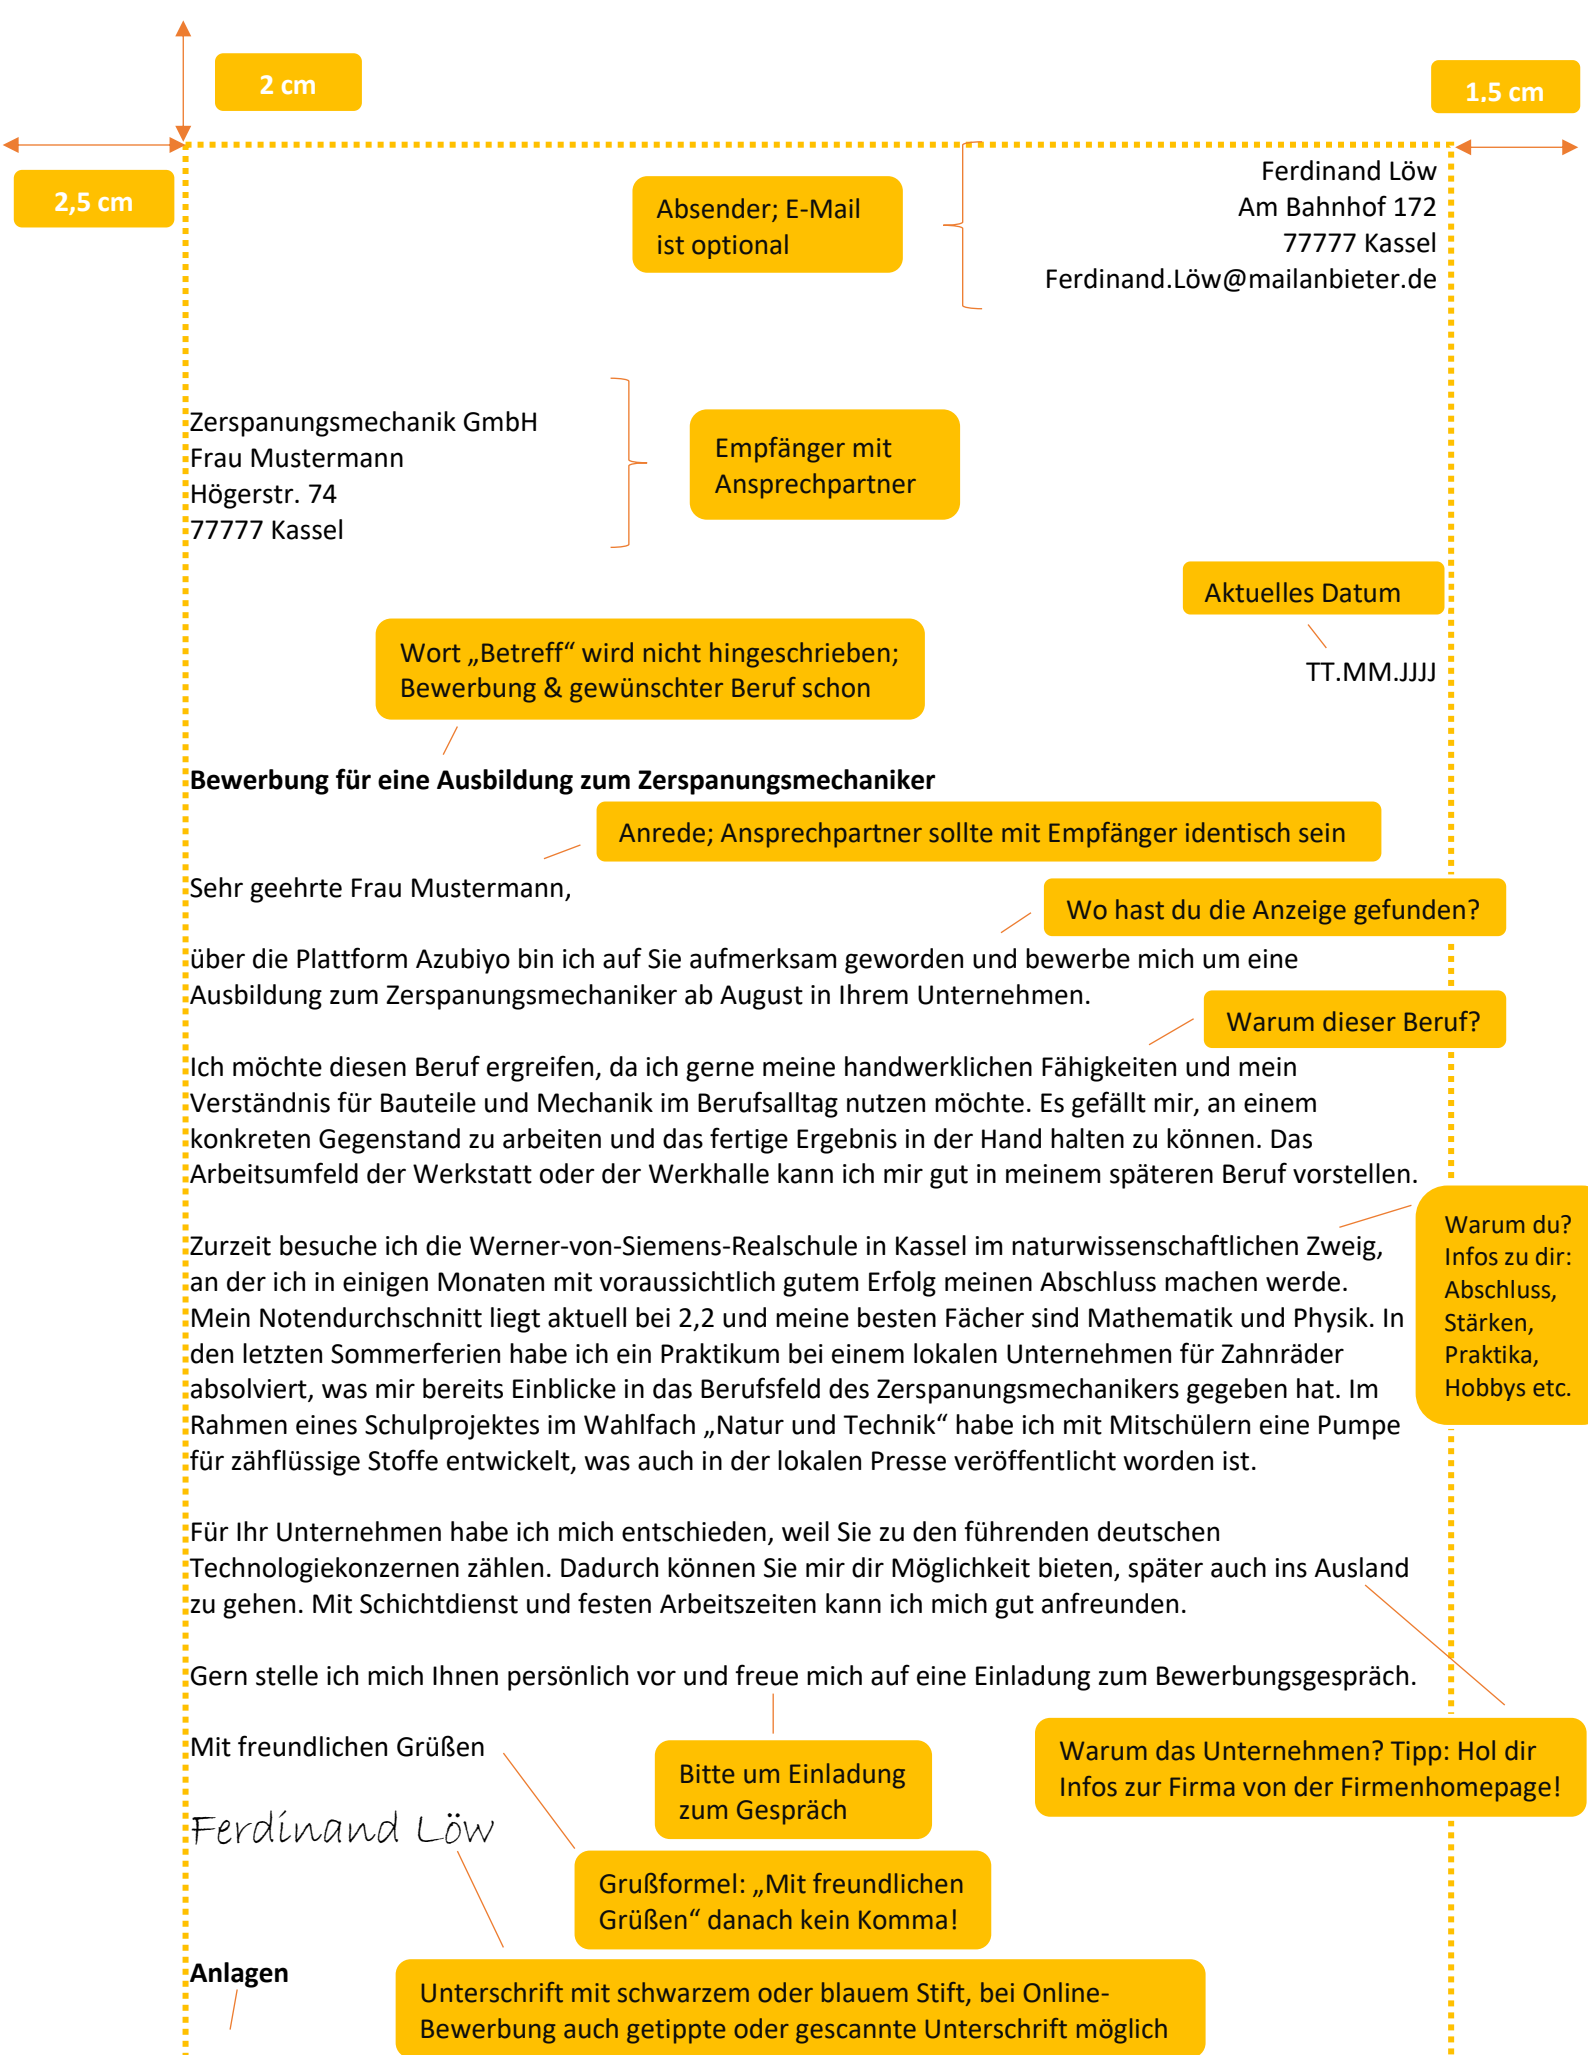 2 cm
1,5 cm
2,5 cm
Absender; E-Mail
ist optional
Ferdinand Löw
Am Bahnhof 172
77777 Kassel
Ferdinand.Löw@mailanbieter.de
Zerspanungsmechanik GmbH
Frau Mustermann
Högerstr. 74
77777 Kassel
Empfänger mit
Ansprechpartner
Aktuelles Datum
TT.MM.JJJJ
Wort „Betreff“ wird nicht hingeschrieben;
Bewerbung & gewünschter Beruf schon
Bewerbung für eine Ausbildung zum Zerspanungsmechaniker
Anrede; Ansprechpartner sollte mit Empfänger identisch sein
Sehr geehrte Frau Mustermann,
Wo hast du die Anzeige gefunden?
über die Plattform Azubiyo bin ich auf Sie aufmerksam geworden und bewerbe mich um eine
Ausbildung zum Zerspanungsmechaniker ab August in Ihrem Unternehmen.
Warum dieser Beruf?
Ich möchte diesen Beruf ergreifen, da ich gerne meine handwerklichen Fähigkeiten und mein
Verständnis für Bauteile und Mechanik im Berufsalltag nutzen möchte. Es gefällt mir, an einem
konkreten Gegenstand zu arbeiten und das fertige Ergebnis in der Hand halten zu können. Das
Arbeitsumfeld der Werkstatt oder der Werkhalle kann ich mir gut in meinem späteren Beruf vorstellen.
Zurzeit besuche ich die Werner-von-Siemens-Realschule in Kassel im naturwissenschaftlichen Zweig,
an der ich in einigen Monaten mit voraussichtlich gutem Erfolg meinen Abschluss machen werde.
Mein Notendurchschnitt liegt aktuell bei 2,2 und meine besten Fächer sind Mathematik und Physik. In
den letzten Sommerferien habe ich ein Praktikum bei einem lokalen Unternehmen für Zahnräder
absolviert, was mir bereits Einblicke in das Berufsfeld des Zerspanungsmechanikers gegeben hat. Im
Rahmen eines Schulprojektes im Wahlfach „Natur und Technik“ habe ich mit Mitschülern eine Pumpe
für zähflüssige Stoffe entwickelt, was auch in der lokalen Presse veröffentlicht worden ist.
Warum du?
Infos zu dir:
Abschluss,
Stärken,
Praktika,
Hobbys etc.
Für Ihr Unternehmen habe ich mich entschieden, weil Sie zu den führenden deutschen
Technologiekonzernen zählen. Dadurch können Sie mir dir Möglichkeit bieten, später auch ins Ausland
zu gehen. Mit Schichtdienst und festen Arbeitszeiten kann ich mich gut anfreunden.
Gern stelle ich mich Ihnen persönlich vor und freue mich auf eine Einladung zum Bewerbungsgespräch.
Mit freundlichen Grüßen
Bitte um Einladung
zum Gespräch
Warum das Unternehmen? Tipp: Hol dir
Infos zur Firma von der Firmenhomepage!
Ferdinand Löw
Grußformel: „Mit freundlichen
Grüßen“ danach kein Komma!
Anlagen
Unterschrift mit schwarzem oder blauem Stift, bei Online-
Bewerbung auch getippte oder gescannte Unterschrift möglich